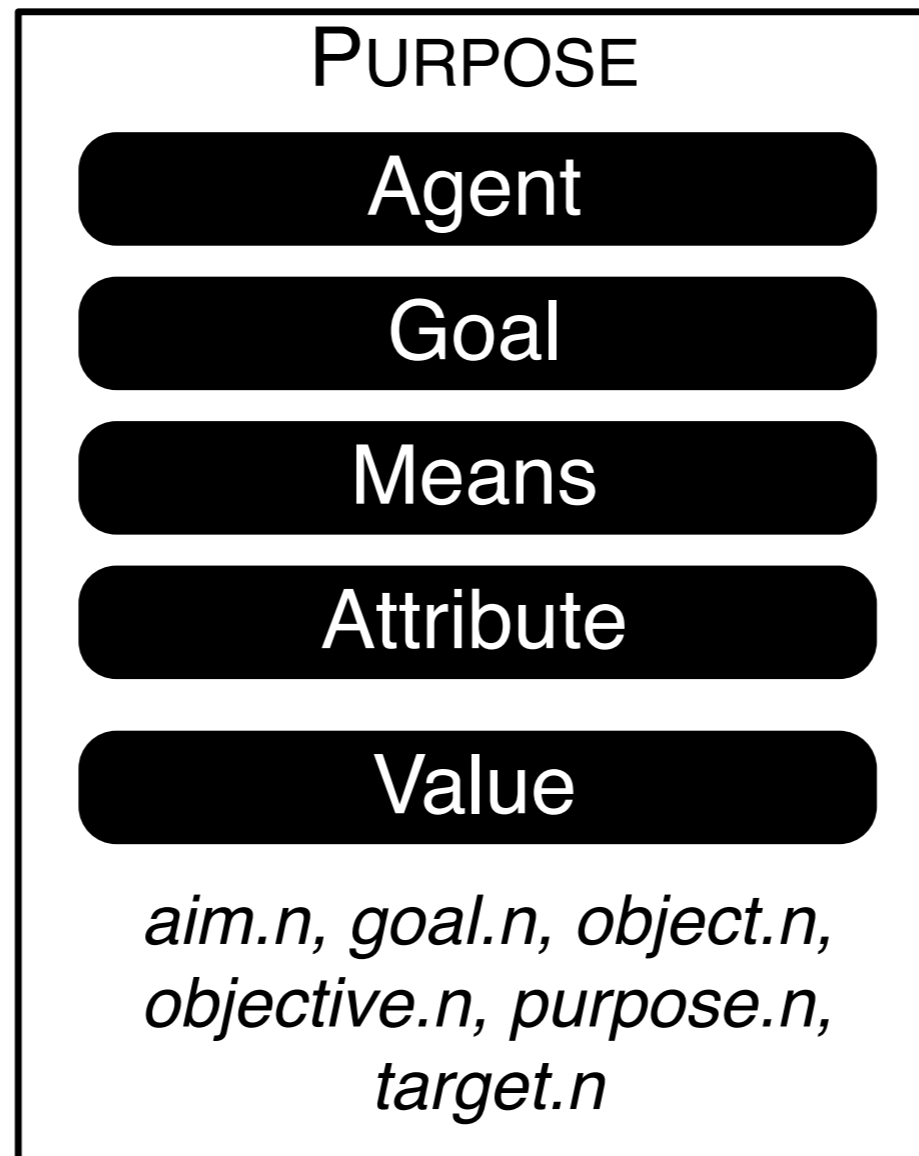 PURPOSE
Agent
Goal
Means
Attribute
Value
aim.n, goal.n, object.n,
objective.n, purpose.n,
target.n